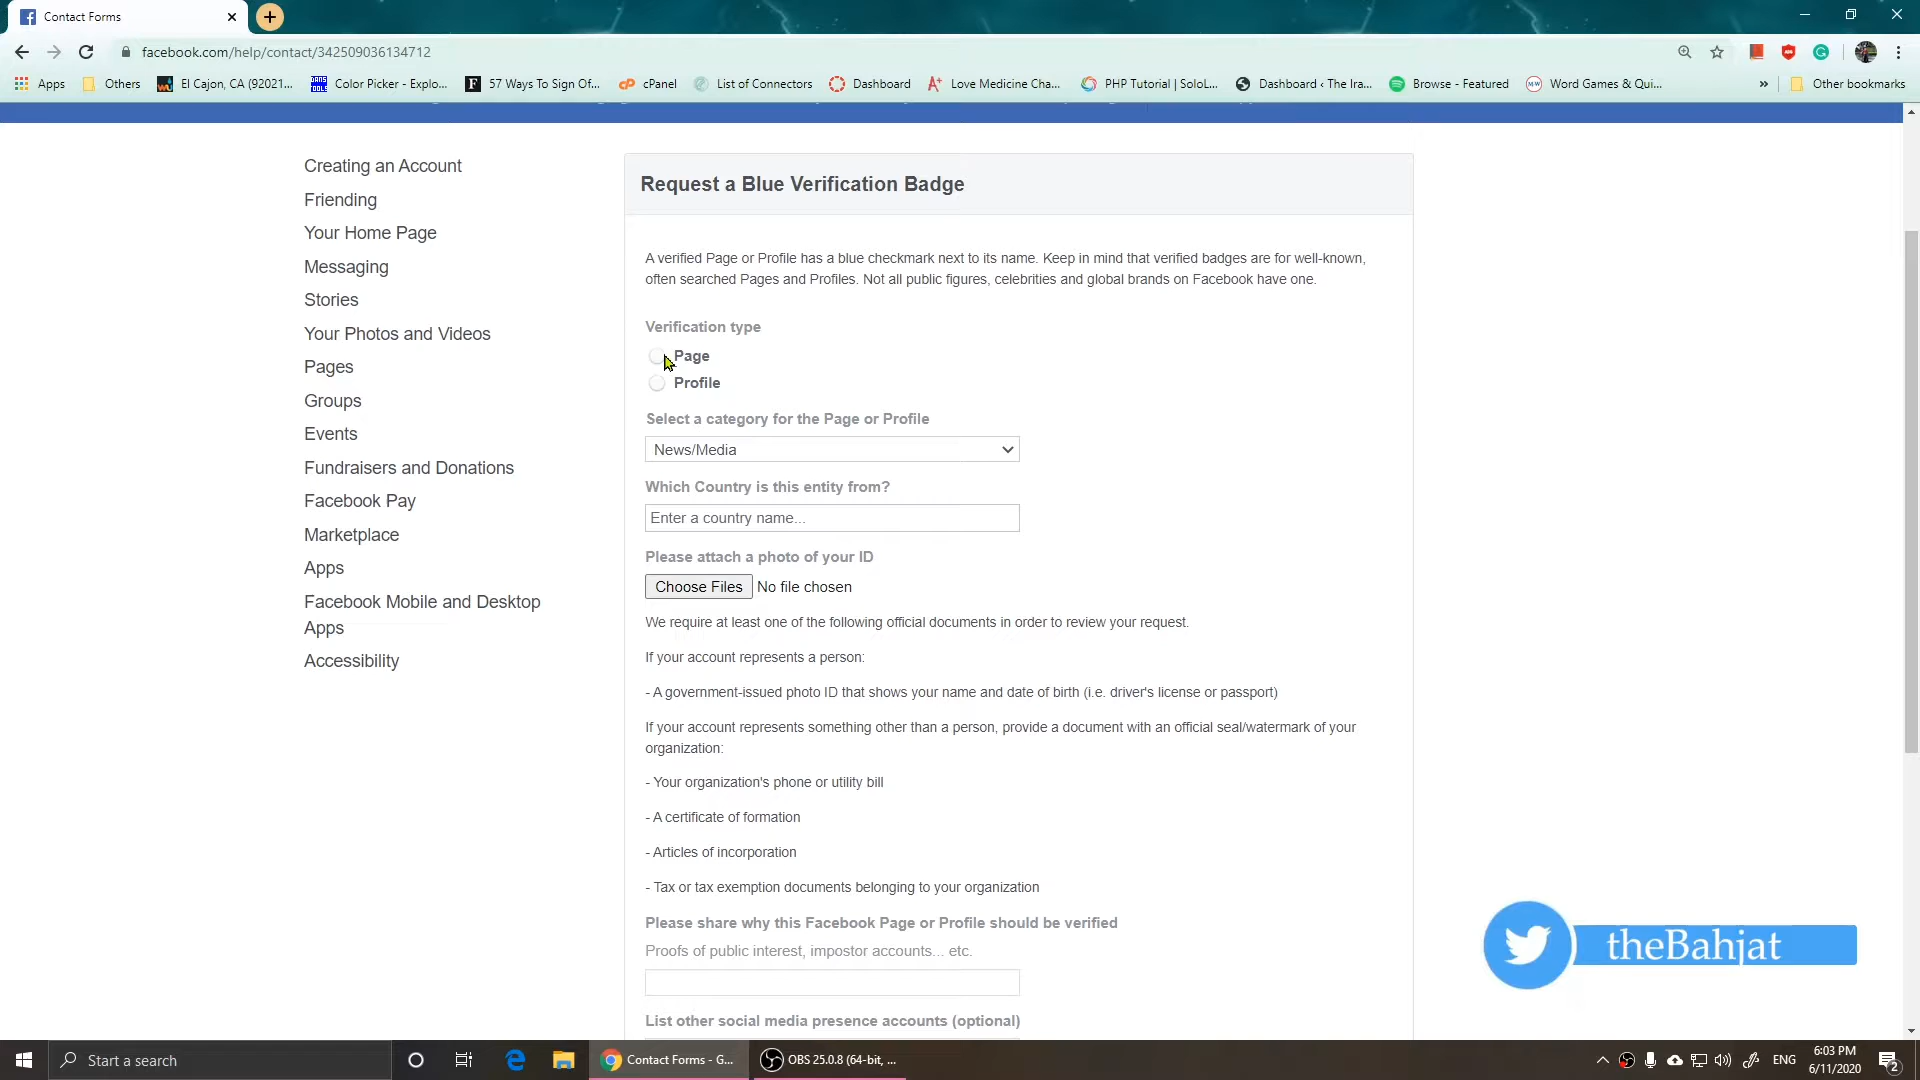 Contact Forms
facebook.com/help/contact/342509036134712
Apps
Others
El Cajon, CA (92021...
Color Picker - Explo...
57 Ways To Sign Of...
cPanel
List of Connectors
Dashboard
Love Medicine Cha...
PHP Tutorial | SoloL...
Dashboard ‹ The Ira...
Browse - Featured
Word Games & Qui...
»
Other bookmarks
Creating an Account
Friending
Your Home Page
Messaging
Stories
Your Photos and Videos
Pages
Groups
Events
Fundraisers and Donations
Facebook Pay
Marketplace
Apps
Facebook Mobile and Desktop
Apps
Accessibility
Request a Blue Verification Badge
A verified Page or Profile has a blue checkmark next to its name. Keep in mind that verified badges are for well-known,
often searched Pages and Profiles. Not all public figures, celebrities and global brands on Facebook have one.
Verification type
Page
Profile
Select a category for the Page or Profile
News/Media
Which Country is this entity from?
Enter a country name...
Please attach a photo of your ID
Choose Files No file chosen
We require at least one of the following official documents in order to review your request.
If your account represents a person:
- A government-issued photo ID that shows your name and date of birth (i.e. driver's license or passport)
If your account represents something other than a person, provide a document with an official seal/watermark of your
organization:
- Your organization's phone or utility bill
- A certificate of formation
- Articles of incorporation
- Tax or tax exemption documents belonging to your organization
Please share why this Facebook Page or Profile should be verified
Proofs of public interest, impostor accounts... etc.
List other social media presence accounts (optional)
theBahjat
Start a search
Contact Forms - G...
OBS 25.0.8 (64-bit, ...
ENG
6:03 PM
6/11/2020
2